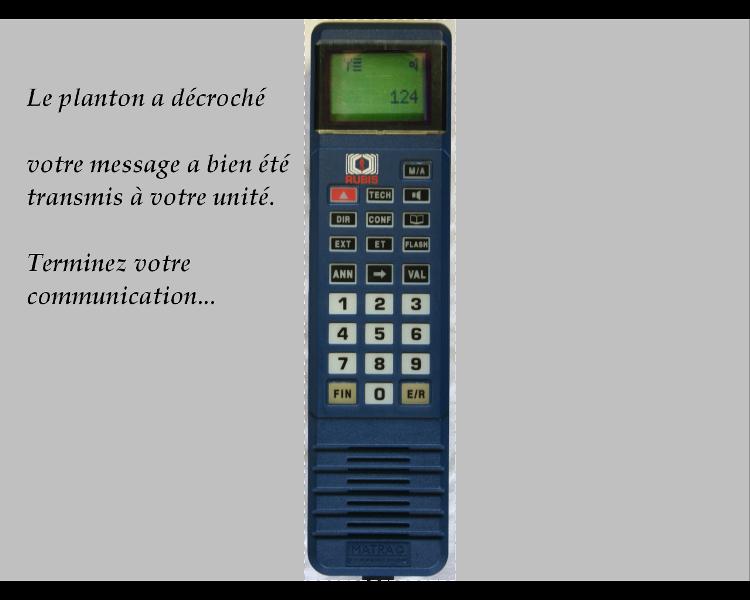 Le planton a décroché
votre message a bien été
transmis à votre unité.
Terminez votre
communication...
124
RUBIS
M/A
TECH
DIR CONF
EXT ET FLASH
ANN → VAL
1 2 3
4 5 6
7 8 9
FIN 0 E/R
MATRA